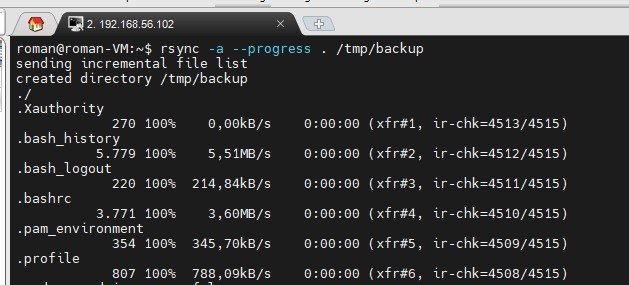 2. 192.168.56.102
roman@roman-VM:~$ rsync -a --progress . /tmp/backup
sending incremental file list
created directory /tmp/backup
./
.Xauthority
270 100% 0,00kB/s 0:00:00 (xfr#1, ir-chk=4513/4515)
.bash_history
5.779 100% 5,51MB/s 0:00:00 (xfr#2, ir-chk=4512/4515)
.bash_logout
220 100% 214,84kB/s 0:00:00 (xfr#3, ir-chk=4511/4515)
.bashrc
3.771 100% 3,60MB/s 0:00:00 (xfr#4, ir-chk=4510/4515)
.pam_environment
354 100% 345,70kB/s 0:00:00 (xfr#5, ir-chk=4509/4515)
.profile
807 100% 788,09kB/s 0:00:00 (xfr#6, ir-chk=4508/4515)